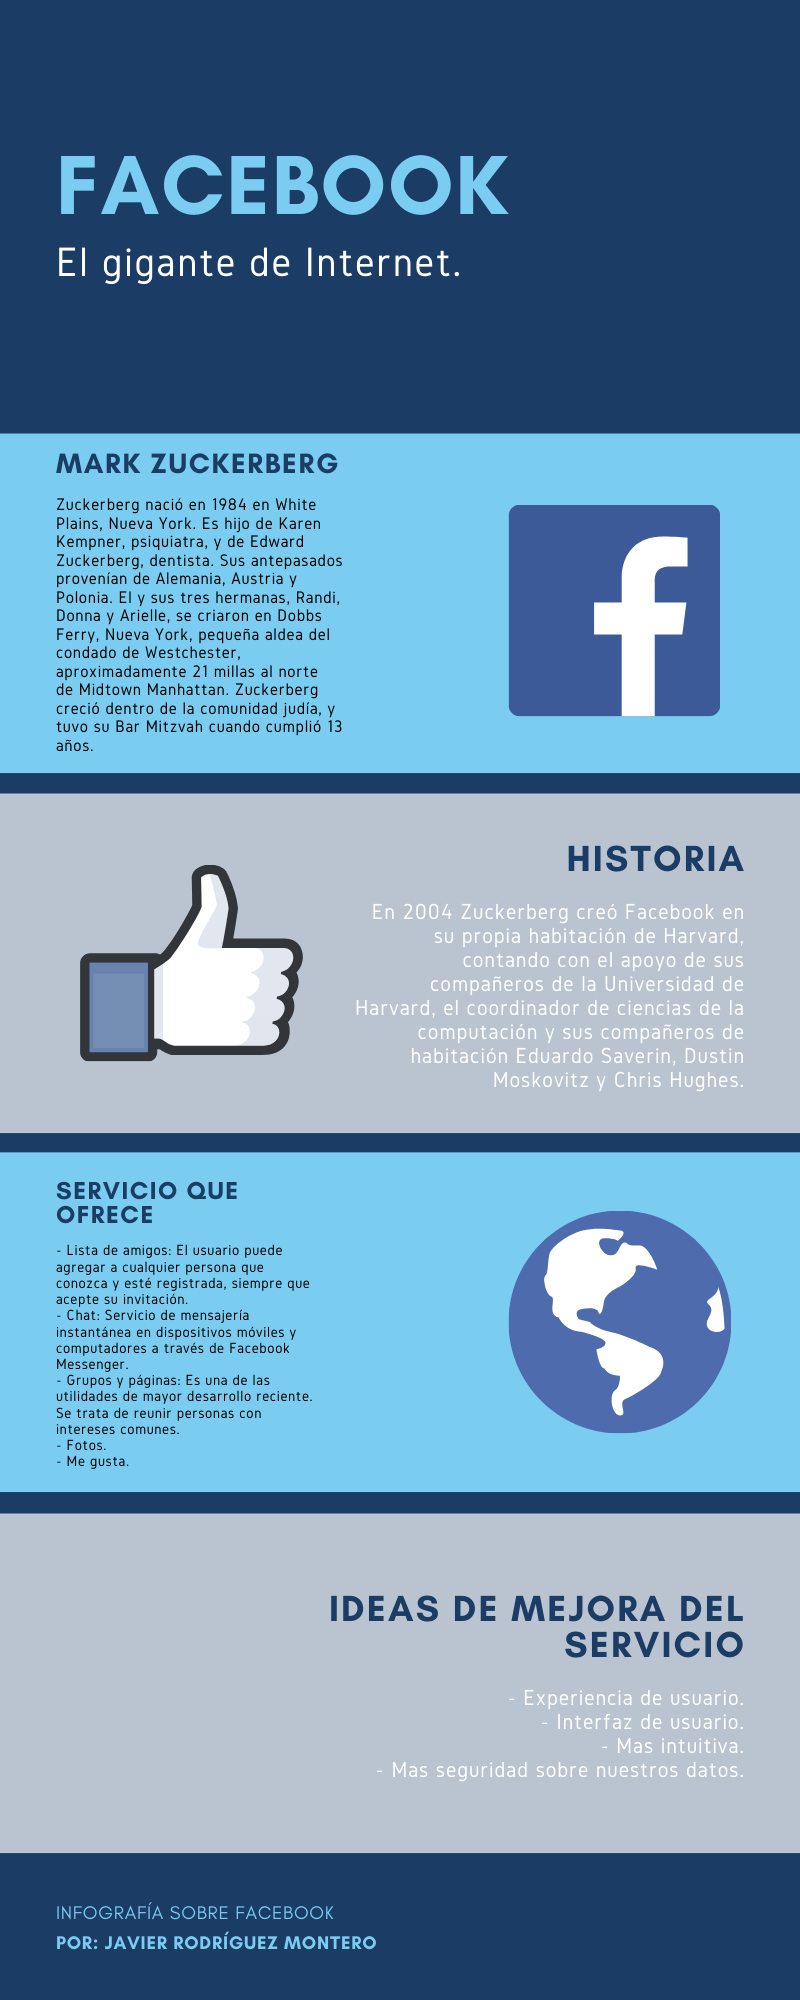 FACEBOOK
El gigante de Internet.
MARK ZUCKERBERG
Zuckerberg nació en 1984 en White
Plains, Nueva York. Es hijo de Karen
Kempner, psiquiatra, y de Edward
Zuckerberg, dentista. Sus antepasados
provenían de Alemania, Austria y
Polonia. El y sus tres hermanas, Randi,
Donna y Arielle, se criaron en Dobbs
Ferry, Nueva York, pequeña aldea del
condado de Westchester,
aproximadamente 21 millas al norte
de Midtown Manhattan. Zuckerberg
creció dentro de la comunidad judía, y
tuvo su Bar Mitzvah cuando cumplió 13
años.
HISTORIA
En 2004 Zuckerberg creó Facebook en
su propia habitación de Harvard,
contando con el apoyo de sus
compañeros de la Universidad de
Harvard, el coordinador de ciencias de la
computación y sus compañeros de
habitación Eduardo Saverin, Dustin
Moskovitz y Chris Hughes.
SERVICIO QUE
OFRECE
- Lista de amigos: El usuario puede
agregar a cualquier persona que
conozca y esté registrada, siempre que
acepte su invitación.
- Chat: Servicio de mensajería
instantánea en dispositivos móviles y
computadores a través de Facebook
Messenger.
- Grupos y páginas: Es una de las
utilidades de mayor desarrollo reciente.
Se trata de reunir personas con
intereses comunes.
- Fotos.
- Me gusta.
IDEAS DE MEJORA DEL
SERVICIO
- Experiencia de usuario.
- Interfaz de usuario.
- Mas intuitiva.
- Mas seguridad sobre nuestros datos.
INFOGRAFÍA SOBRE FACEBOOK
POR: JAVIER RODRÍGUEZ MONTERO